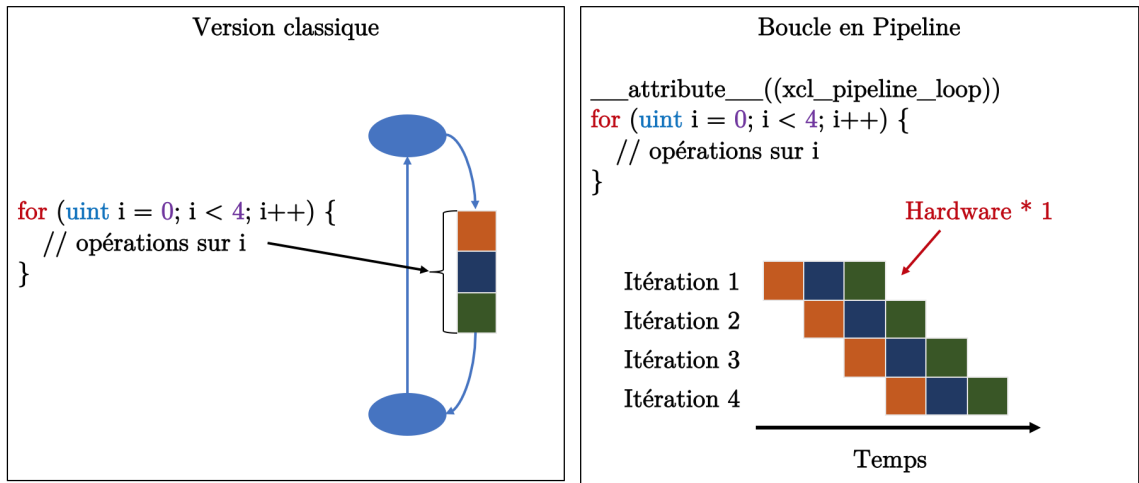 Version classique
for (uint i = 0; i < 4; i++) {
// opérations sur i
}
Boucle en Pipeline
__attribute__((xcl_pipeline_loop))
for (uint i = 0; i < 4; i++) {
// opérations sur i
}
Hardware * 1
Itération 1
Itération 2
Itération 3
Itération 4
Temps